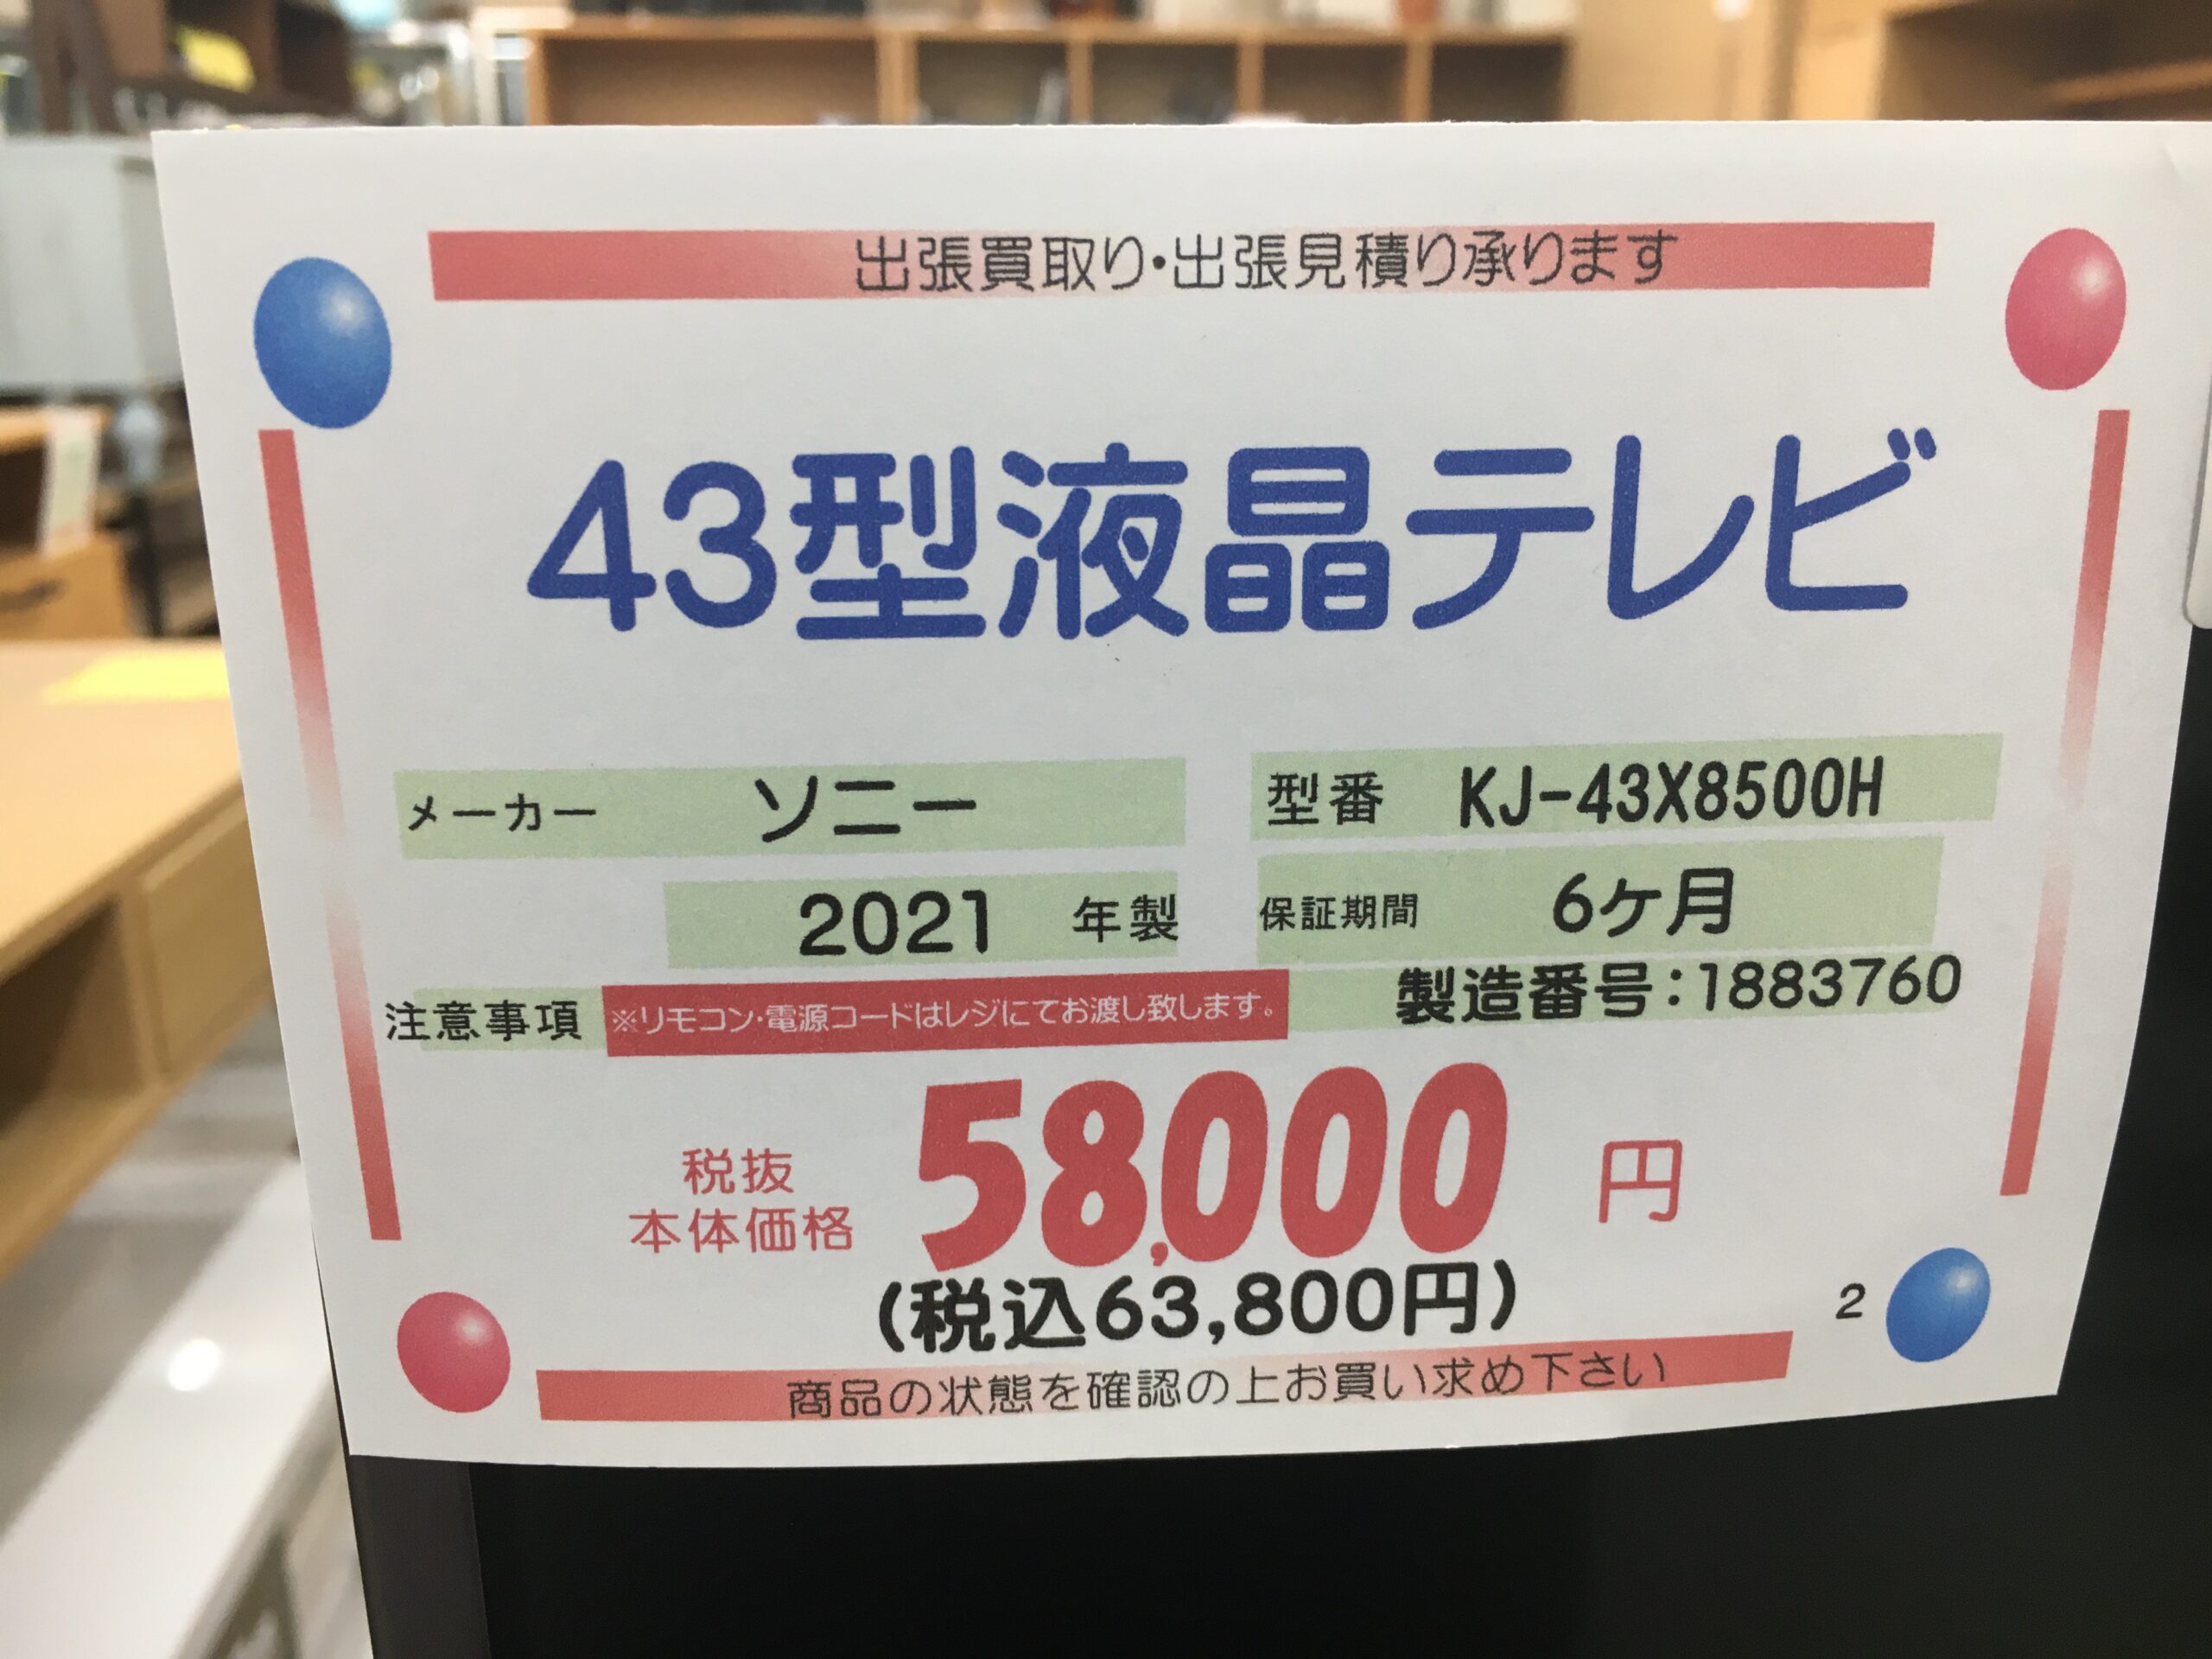 出張買取り・出張見積り承ります
43型液晶テレビ
メーカー ソニー 型番 KJ-43X8500H
2021 年製 保証期間 6ケ月
注意事項 ※リモコン・電源コードはレジにてお渡し致します。 製造番号：1883760
税抜
本体価格 58,000 円
(税込63,800円)
2
商品の状態を確認の上お買い求め下さい